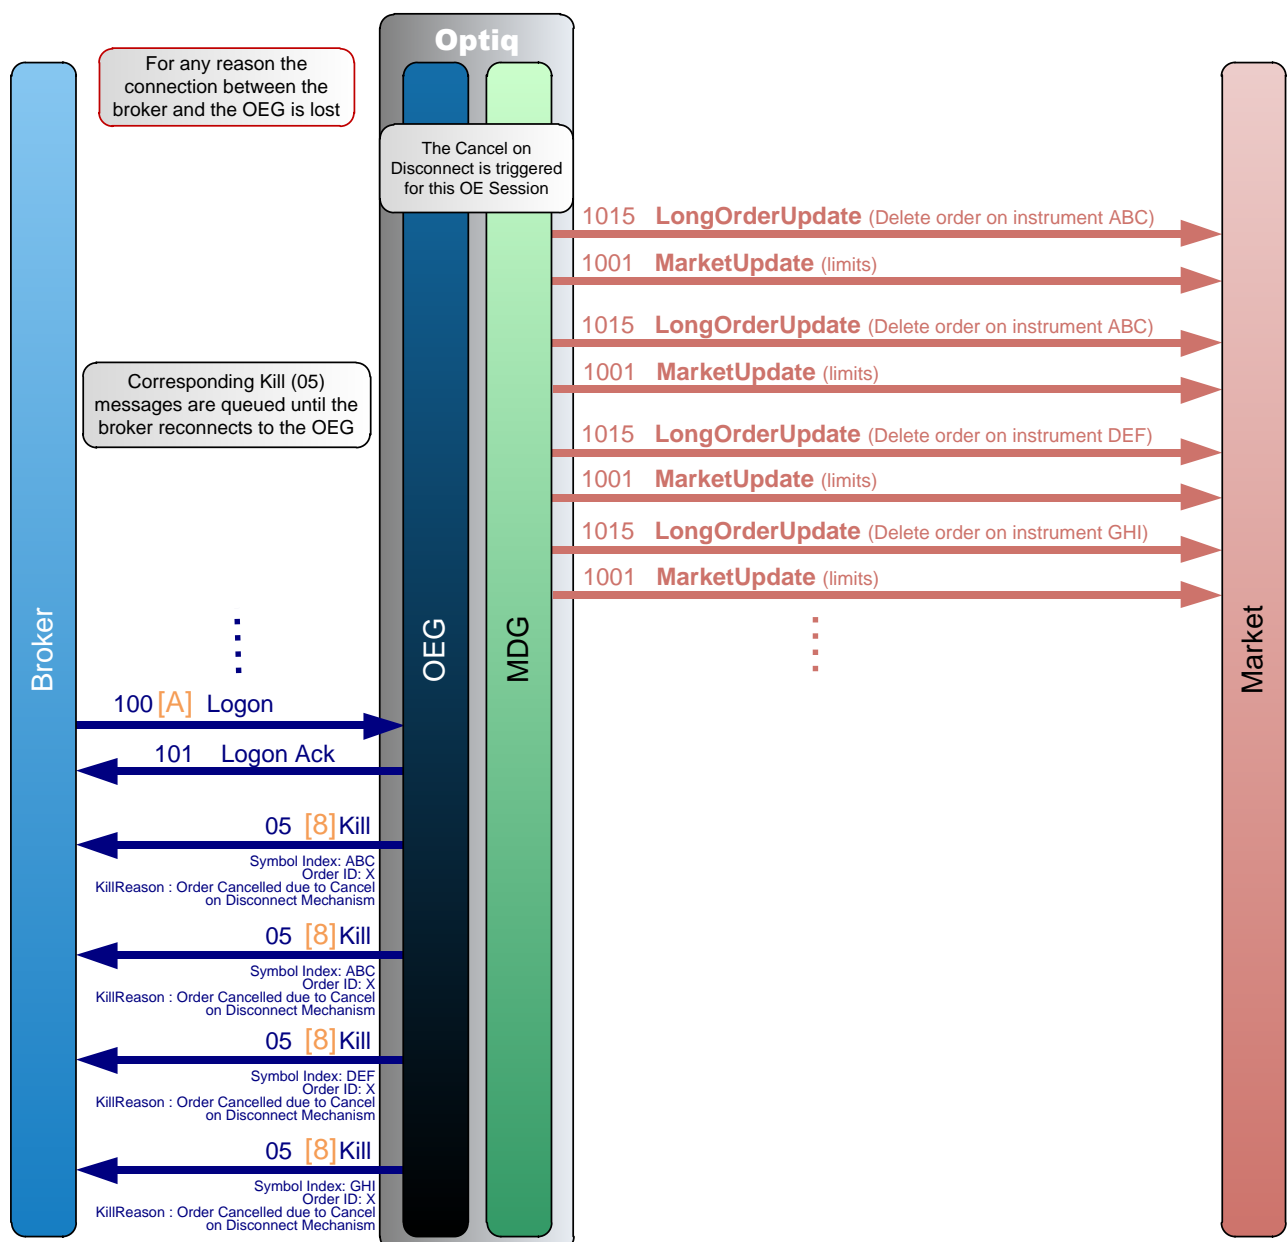 Optiq
For any reason the
connection between the
broker and the OEG is lost
The Cancel on
Disconnect is triggered
for this OE Session
1015 LongOrderUpdate (Delete order on instrument ABC)
1001 MarketUpdate (limits)
1015 LongOrderUpdate (Delete order on instrument ABC)
1001 MarketUpdate (limits)
Corresponding Kill (05)
messages are queued until the
broker reconnects to the OEG
1015 LongOrderUpdate (Delete order on instrument DEF)
1001 MarketUpdate (limits)
1015 LongOrderUpdate (Delete order on instrument GHI)
1001 MarketUpdate (limits)
Broker
OEG
MDG
Market
100 [A] Logon
101 Logon Ack
05 [8] Kill
Symbol Index: ABC
Order ID: X
KillReason : Order Cancelled due to Cancel
on Disconnect Mechanism
05 [8] Kill
Symbol Index: ABC
Order ID: X
KillReason : Order Cancelled due to Cancel
on Disconnect Mechanism
05 [8] Kill
Symbol Index: DEF
Order ID: X
KillReason : Order Cancelled due to Cancel
on Disconnect Mechanism
05 [8] Kill
Symbol Index: GHI
Order ID: X
KillReason : Order Cancelled due to Cancel
on Disconnect Mechanism